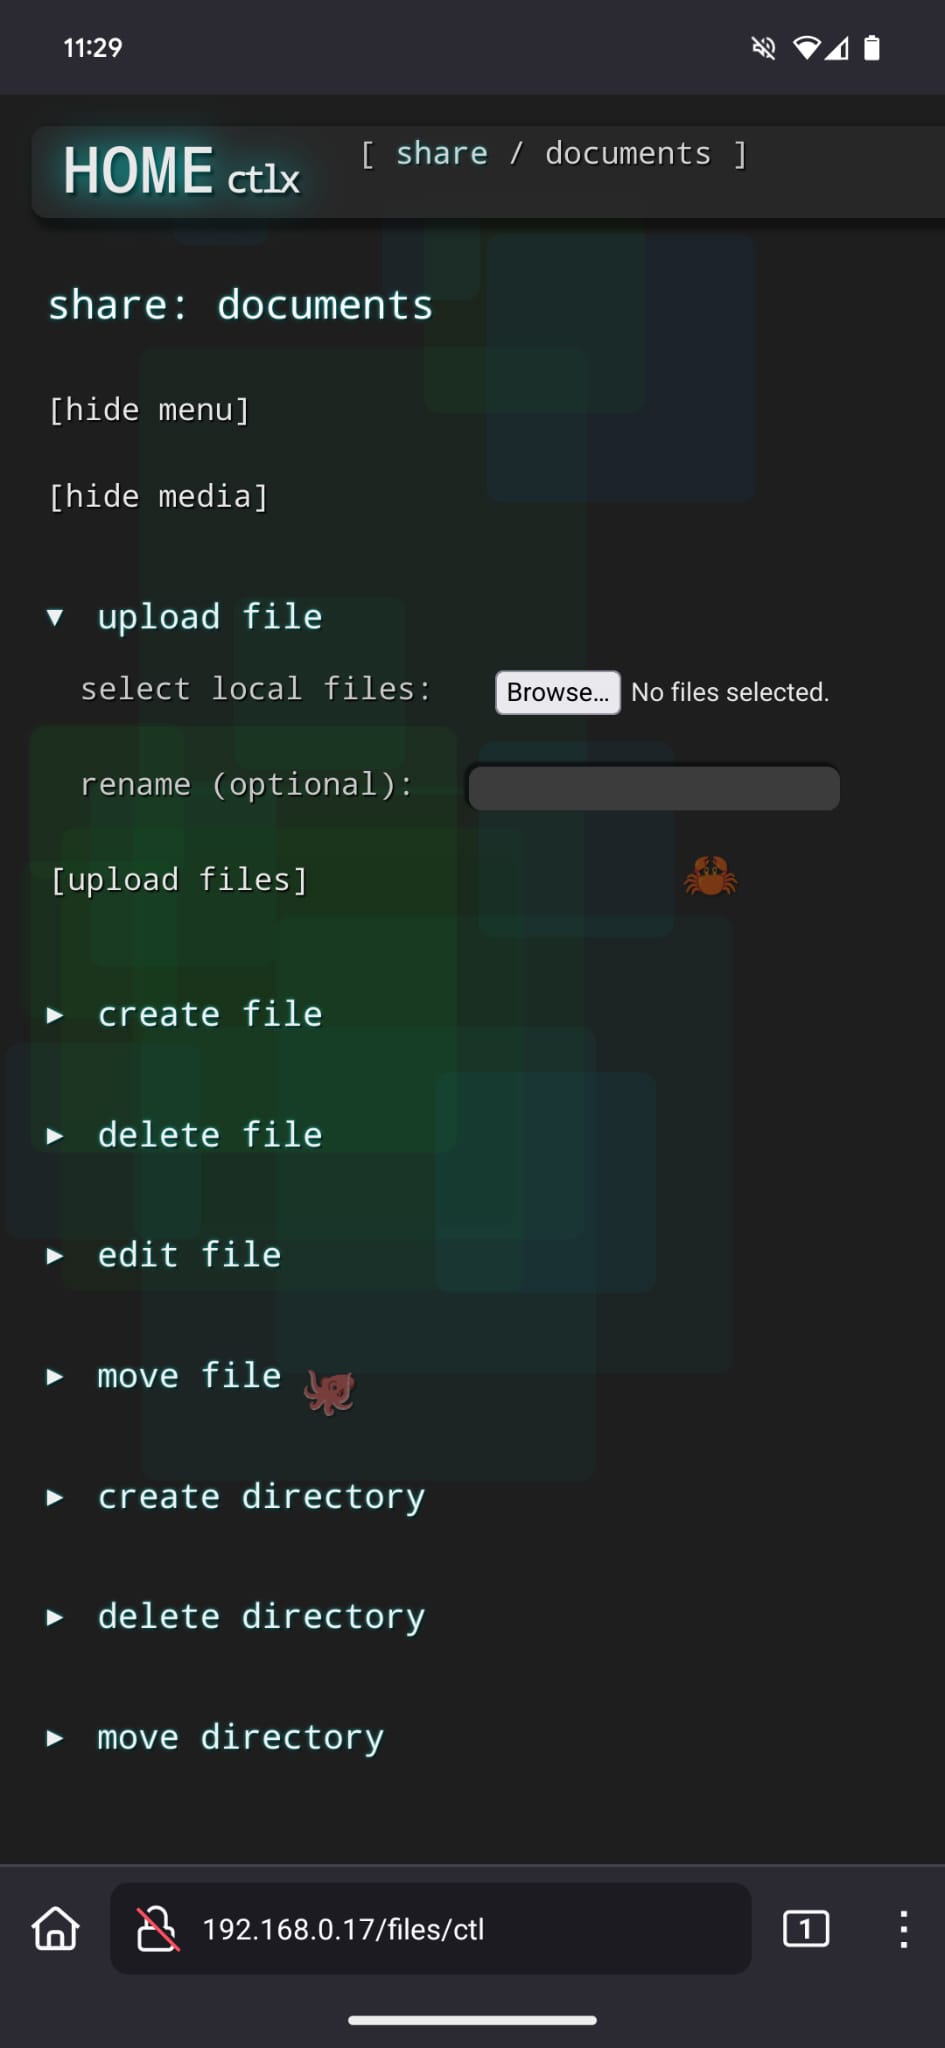 11:29
HOME ctlx [ share / documents ]
share: documents
[hide menu]
[hide media]
▼ upload file
select local files: Browse... No files selected.
rename (optional):
[upload files]
▶ create file
▶ delete file
▶ edit file
▶ move file
▶ create directory
▶ delete directory
▶ move directory
192.168.0.17/files/ctl 1